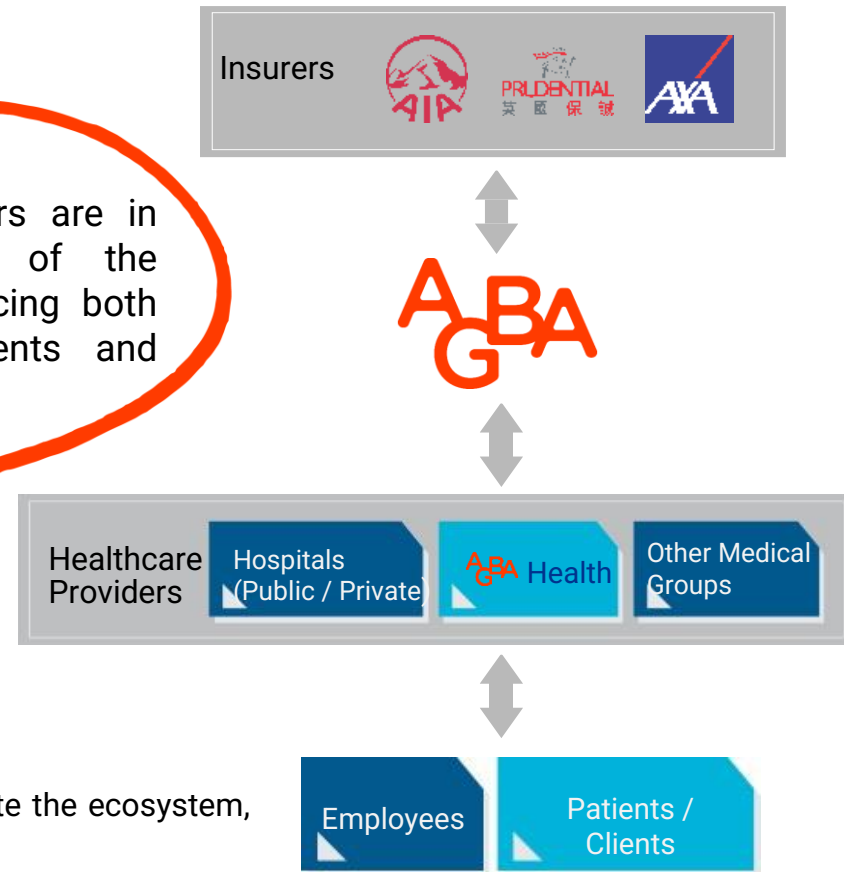 Insurers
AIA
PRUDENTIAL
英國保誠
AXA
rs are in
of the
cing both
ents and
AGBA
Healthcare
Providers
Hospitals
(Public / Private)
AGBA Health
Other Medical
Groups
te the ecosystem,
Employees
Patients /
Clients